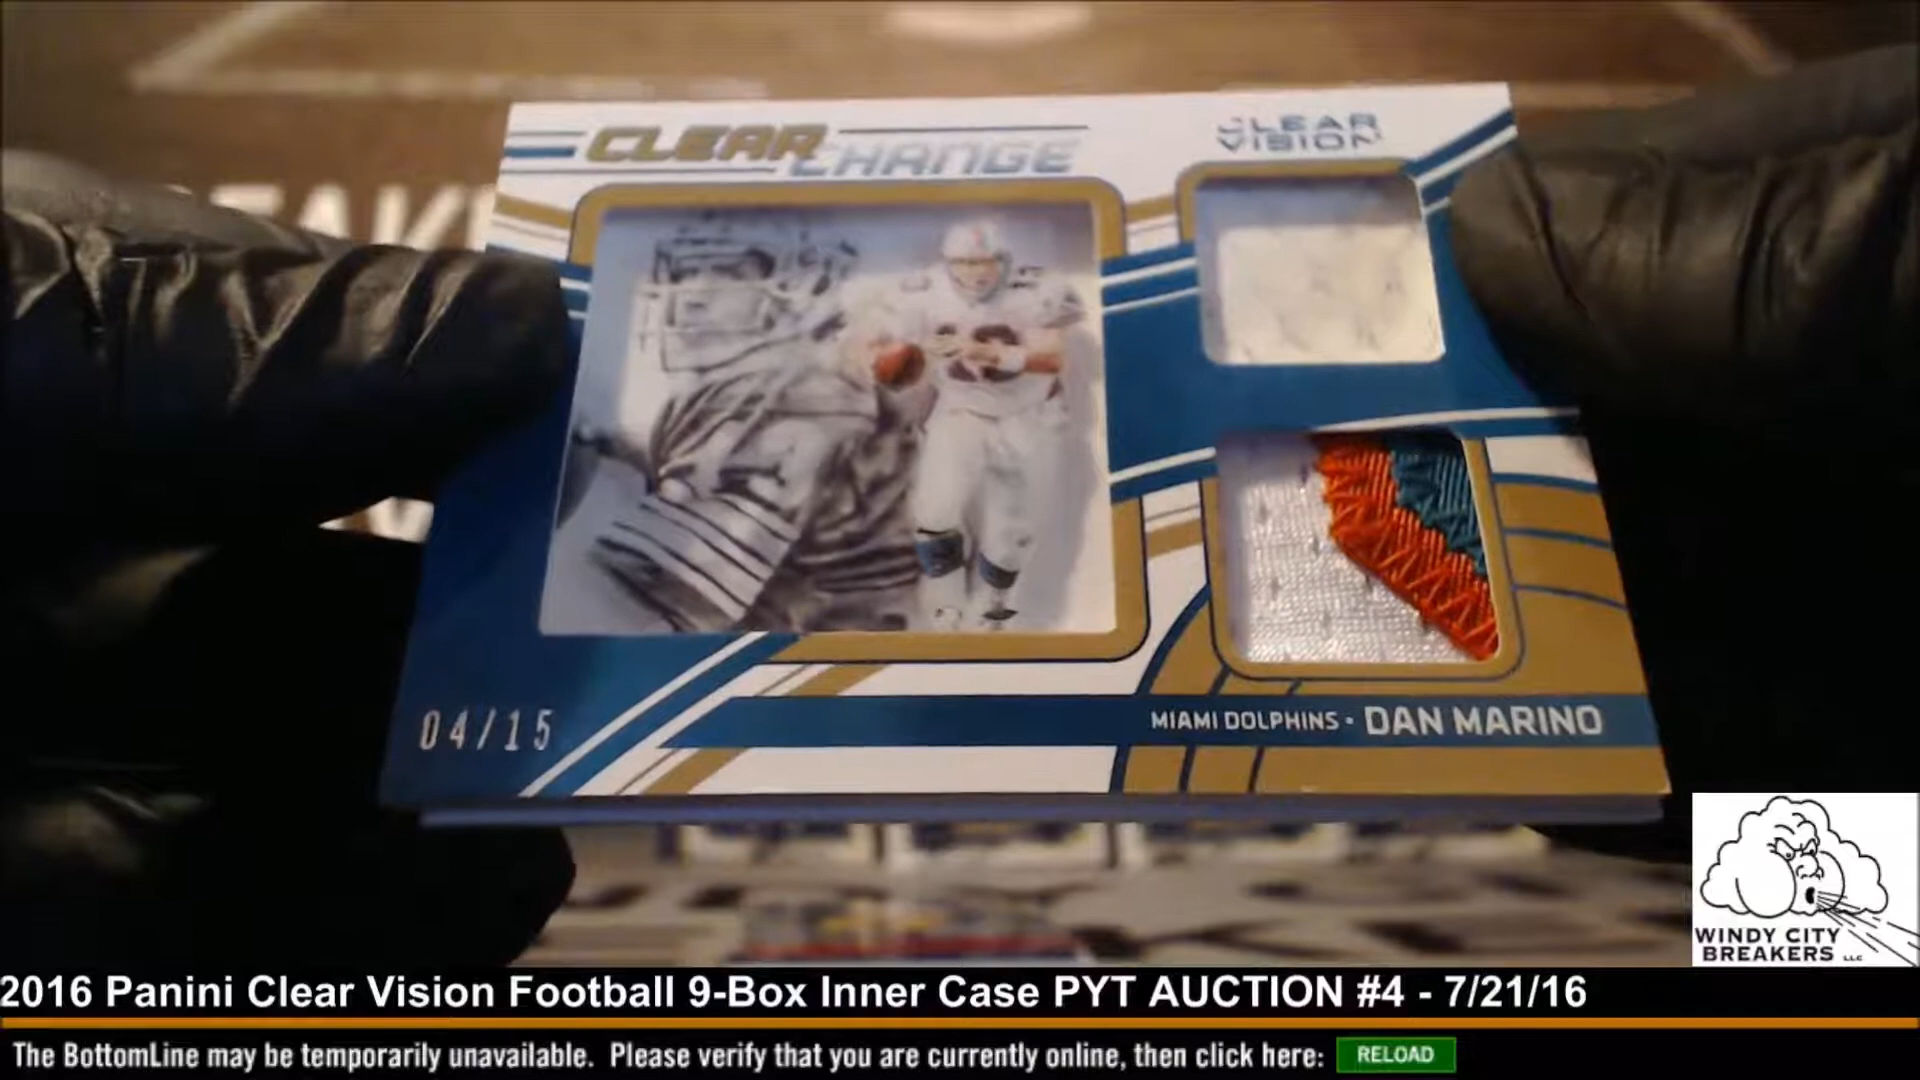 CLEAR
CHANGE
CLEAR
VISION
04/15
MIAMI DOLPHINS • DAN MARINO
WINDY CITY
BREAKERS LLC
2016 Panini Clear Vision Football 9-Box Inner Case PYT AUCTION #4 - 7/21/16
The BottomLine may be temporarily unavailable. Please verify that you are currently online, then click here: RELOAD